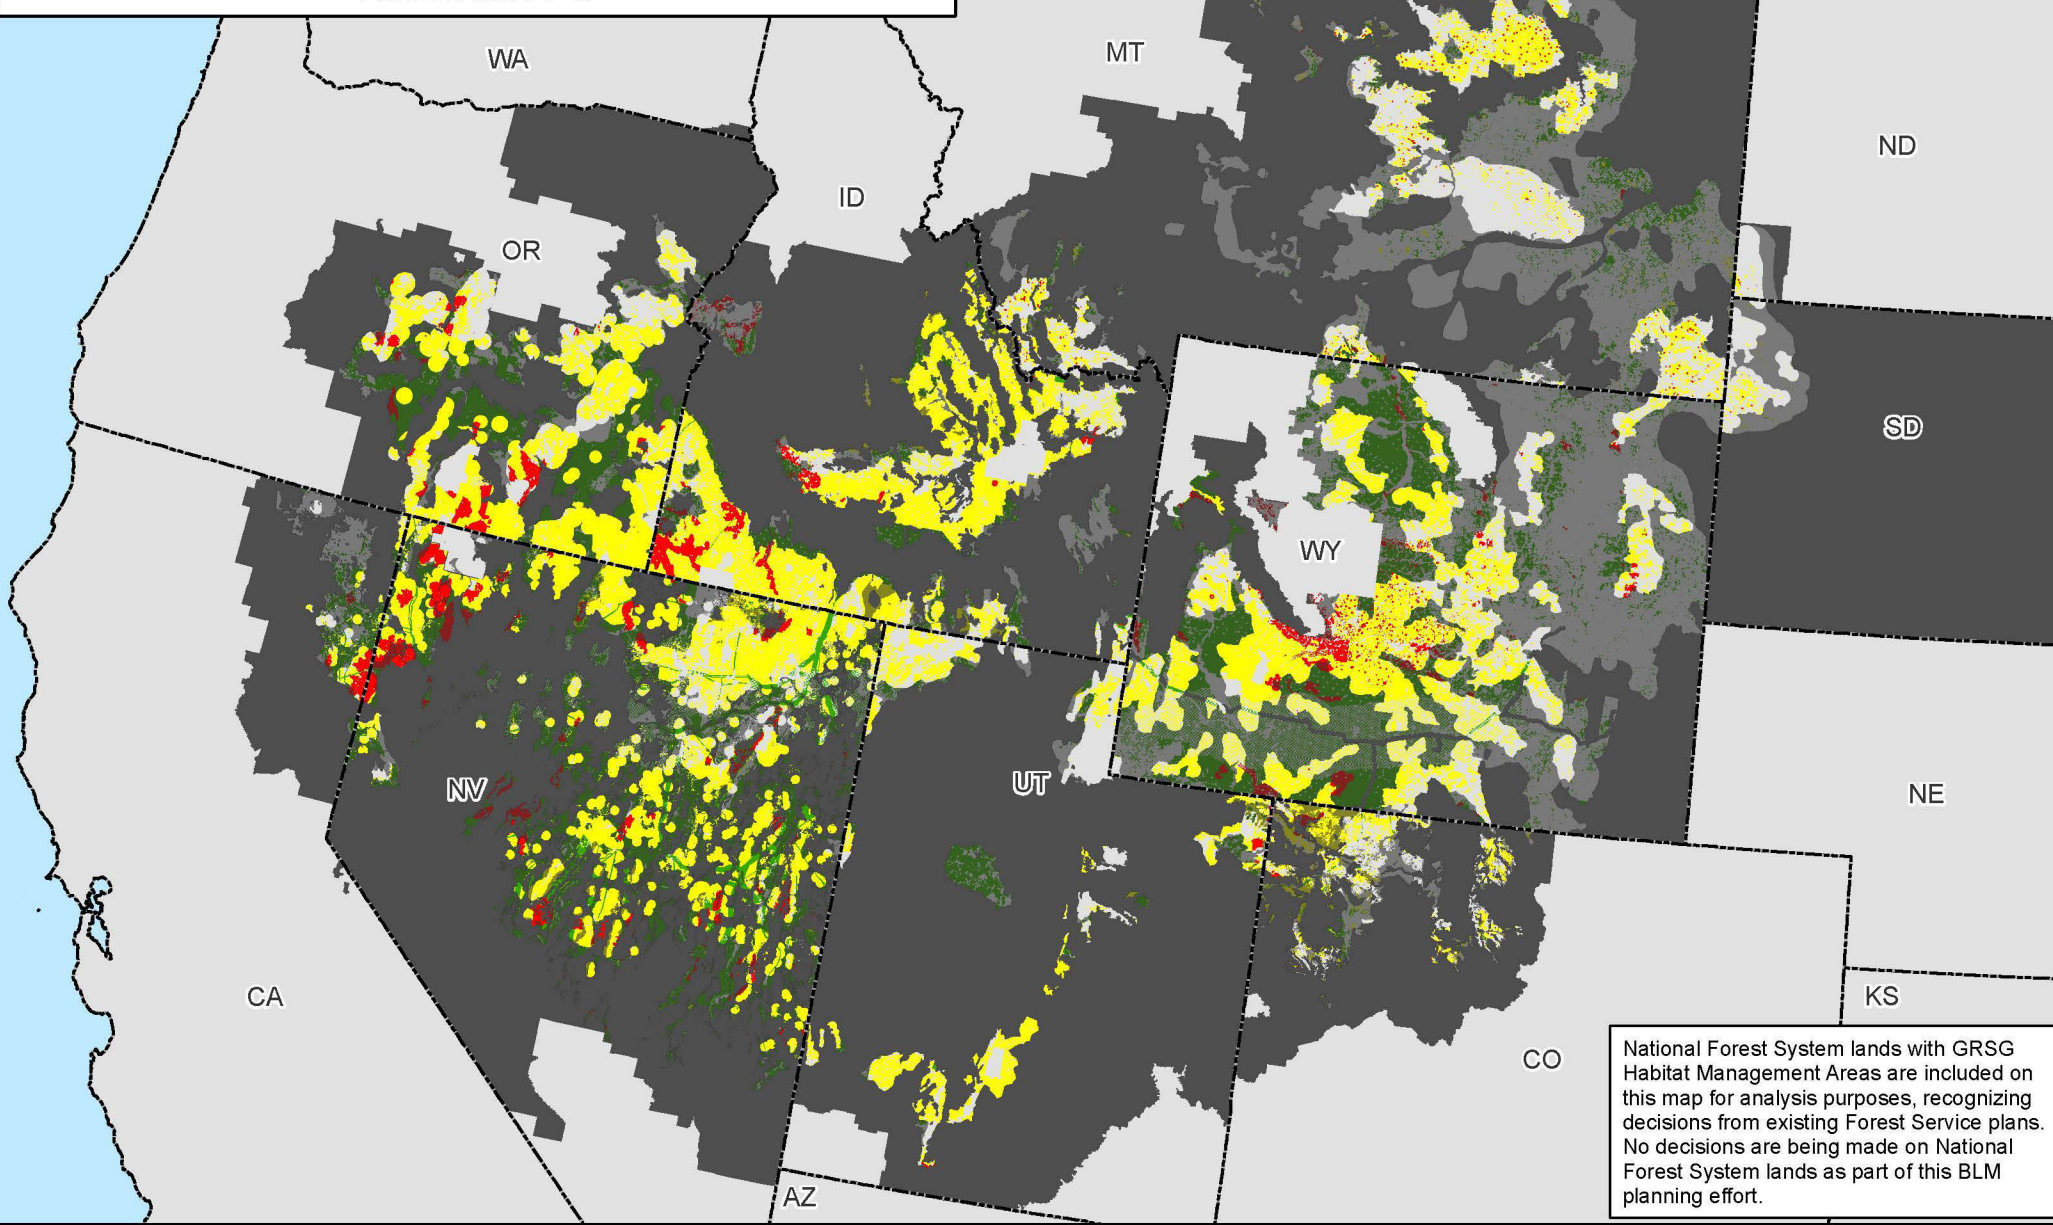 WA
MT
ND
ID
OR
SD
WY
NV
UT
NE
CA
KS
CO
AZ
National Forest System lands with GRSG
Habitat Management Areas are included on
this map for analysis purposes, recognizing
decisions from existing Forest Service plans.
No decisions are being made on National
Forest System lands as part of this BLM
planning effort.